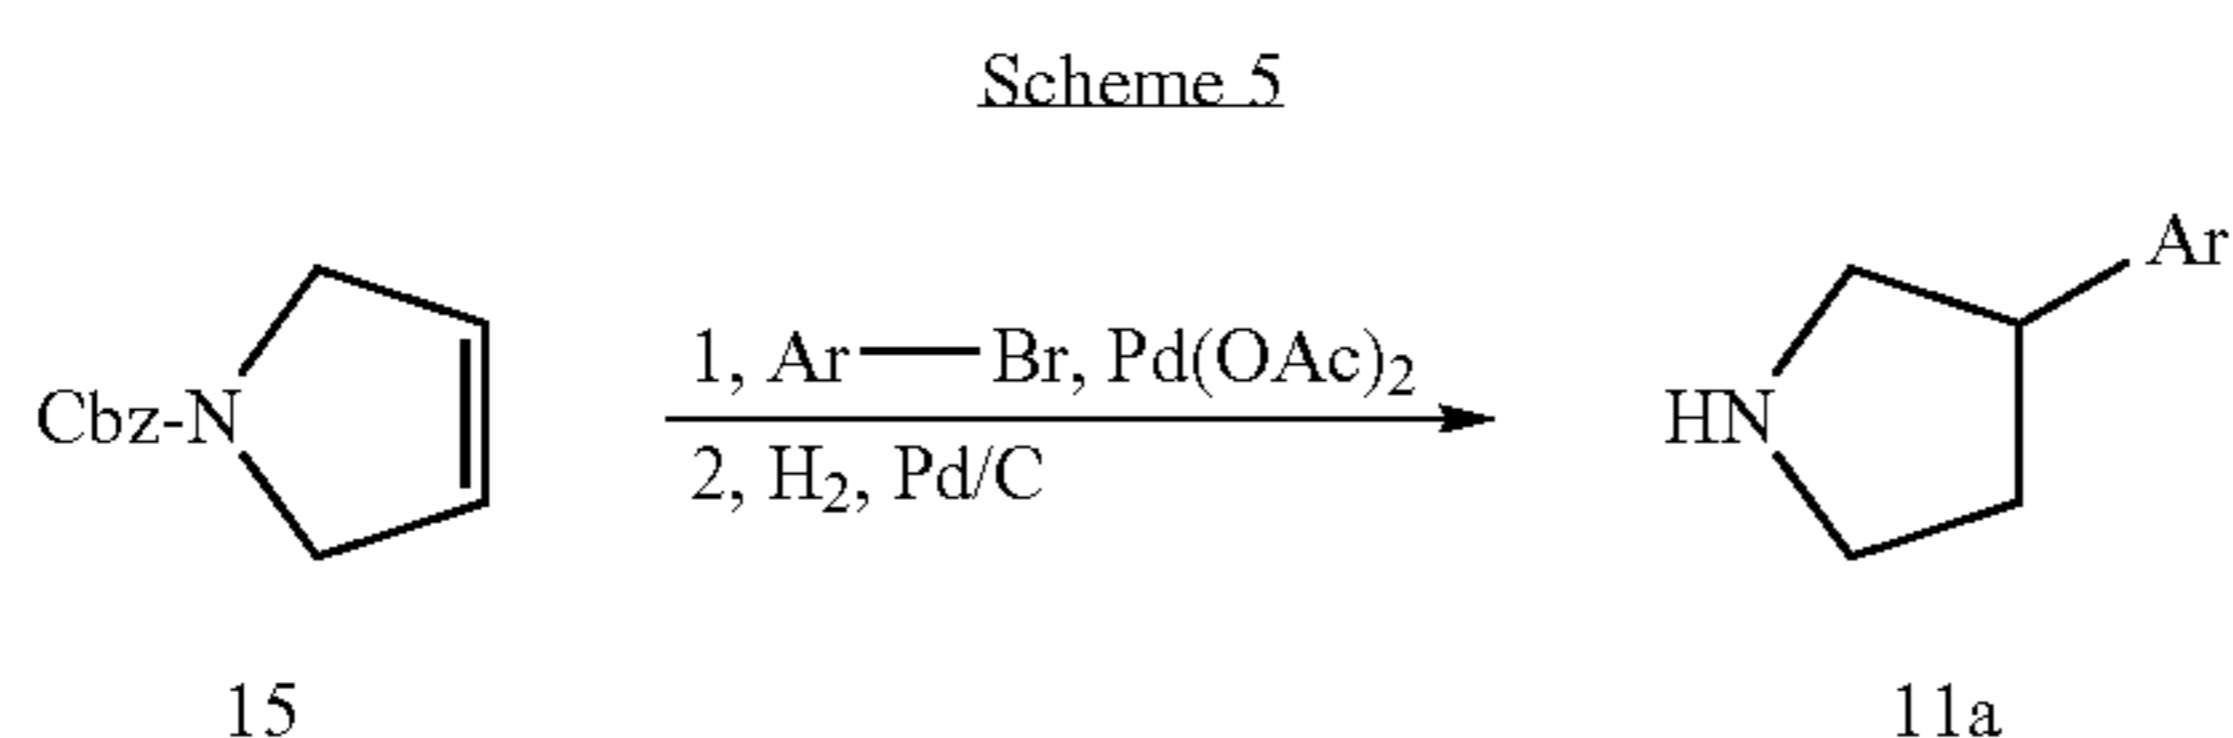 Scheme 5
Ar
1, Ar—Br, Pd(OAc)2
Cbz-N
HN
2, H2, Pd/C
15
11a